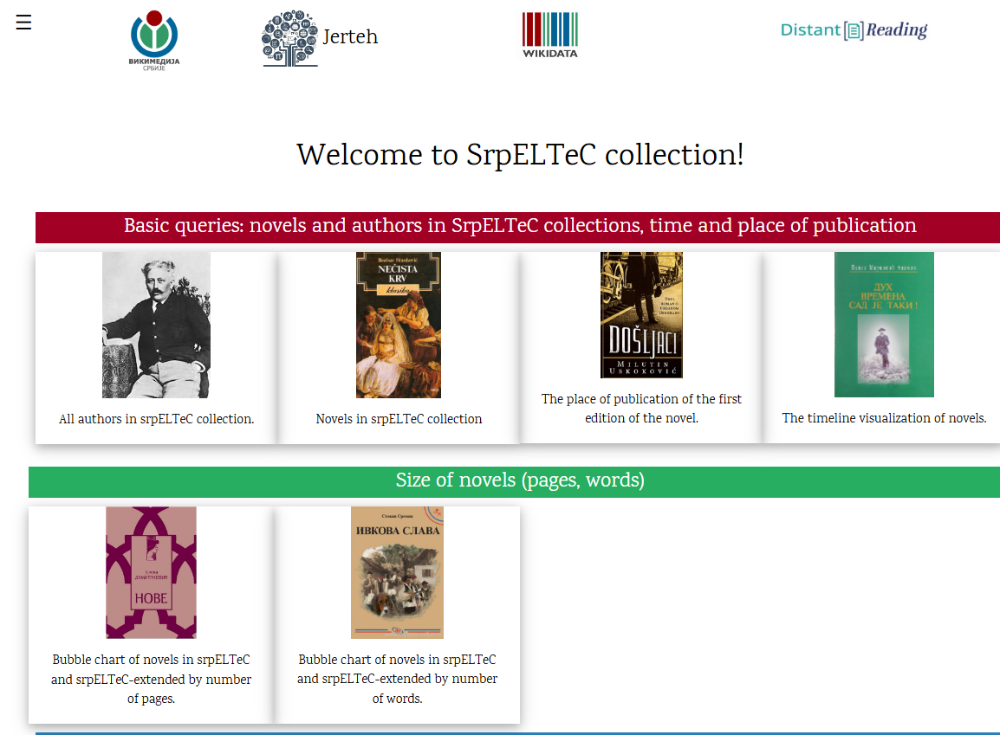 ВИКИМЕДИЈА
СРБИЈЕ
Jerteh
WIKIDATA
Distant Reading
Welcome to SrpELTeC collection!
Basic queries: novels and authors in SrpELTeC collections, time and place of publication
Borisav Stanković
NEČISTA
KRV
klasika
PRVI
ROMAN O
URBANOM
BEOGRADU
DOŠLJACI
MILUTIN
USKOKOVIĆ
ДУХ
ВРЕМЕНА
САД ЈЕ ТАКИ!
All authors in srpELTeC collection.
Novels in srpELTeC collection
The place of publication of the first
edition of the novel.
The timeline visualization of novels.
Size of novels (pages, words)
ДИМИТРИЈЕВИЋ
НОВЕ
Стеван Сремац
ИВКОВА СЛАВА
Bubble chart of novels in srpELTeC
and srpELTeC-extended by number
of pages.
Bubble chart of novels in srpELTeC
and srpELTeC-extended by number
of words.